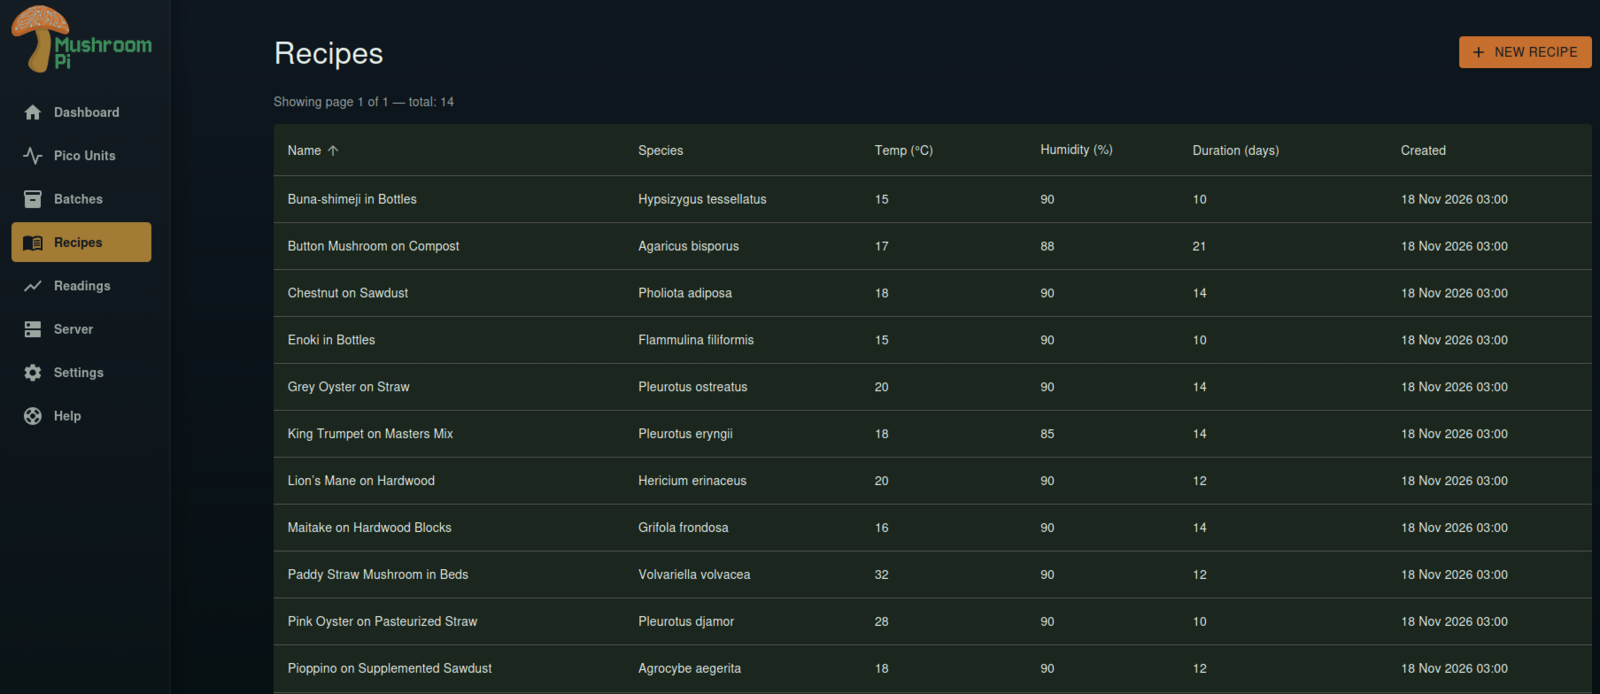 Mushroom
Pi
Dashboard
Pico Units
Batches
Recipes
Readings
Server
Settings
Help
Recipes
+ NEW RECIPE
Showing page 1 of 1 — total: 14
Name ↑ Species Temp (°C) Humidity (%) Duration (days) Created
Buna-shimeji in Bottles Hypsizygus tessellatus 15 90 10 18 Nov 2026 03:00
Button Mushroom on Compost Agaricus bisporus 17 88 21 18 Nov 2026 03:00
Chestnut on Sawdust Pholiota adiposa 18 90 14 18 Nov 2026 03:00
Enoki in Bottles Flammulina filiformis 15 90 10 18 Nov 2026 03:00
Grey Oyster on Straw Pleurotus ostreatus 20 90 14 18 Nov 2026 03:00
King Trumpet on Masters Mix Pleurotus eryngii 18 85 14 18 Nov 2026 03:00
Lion’s Mane on Hardwood Hericium erinaceus 20 90 12 18 Nov 2026 03:00
Maitake on Hardwood Blocks Grifola frondosa 16 90 14 18 Nov 2026 03:00
Paddy Straw Mushroom in Beds Volvariella volvacea 32 90 12 18 Nov 2026 03:00
Pink Oyster on Pasteurized Straw Pleurotus djamor 28 90 10 18 Nov 2026 03:00
Pioppino on Supplemented Sawdust Agrocybe aegerita 18 90 12 18 Nov 2026 03:00